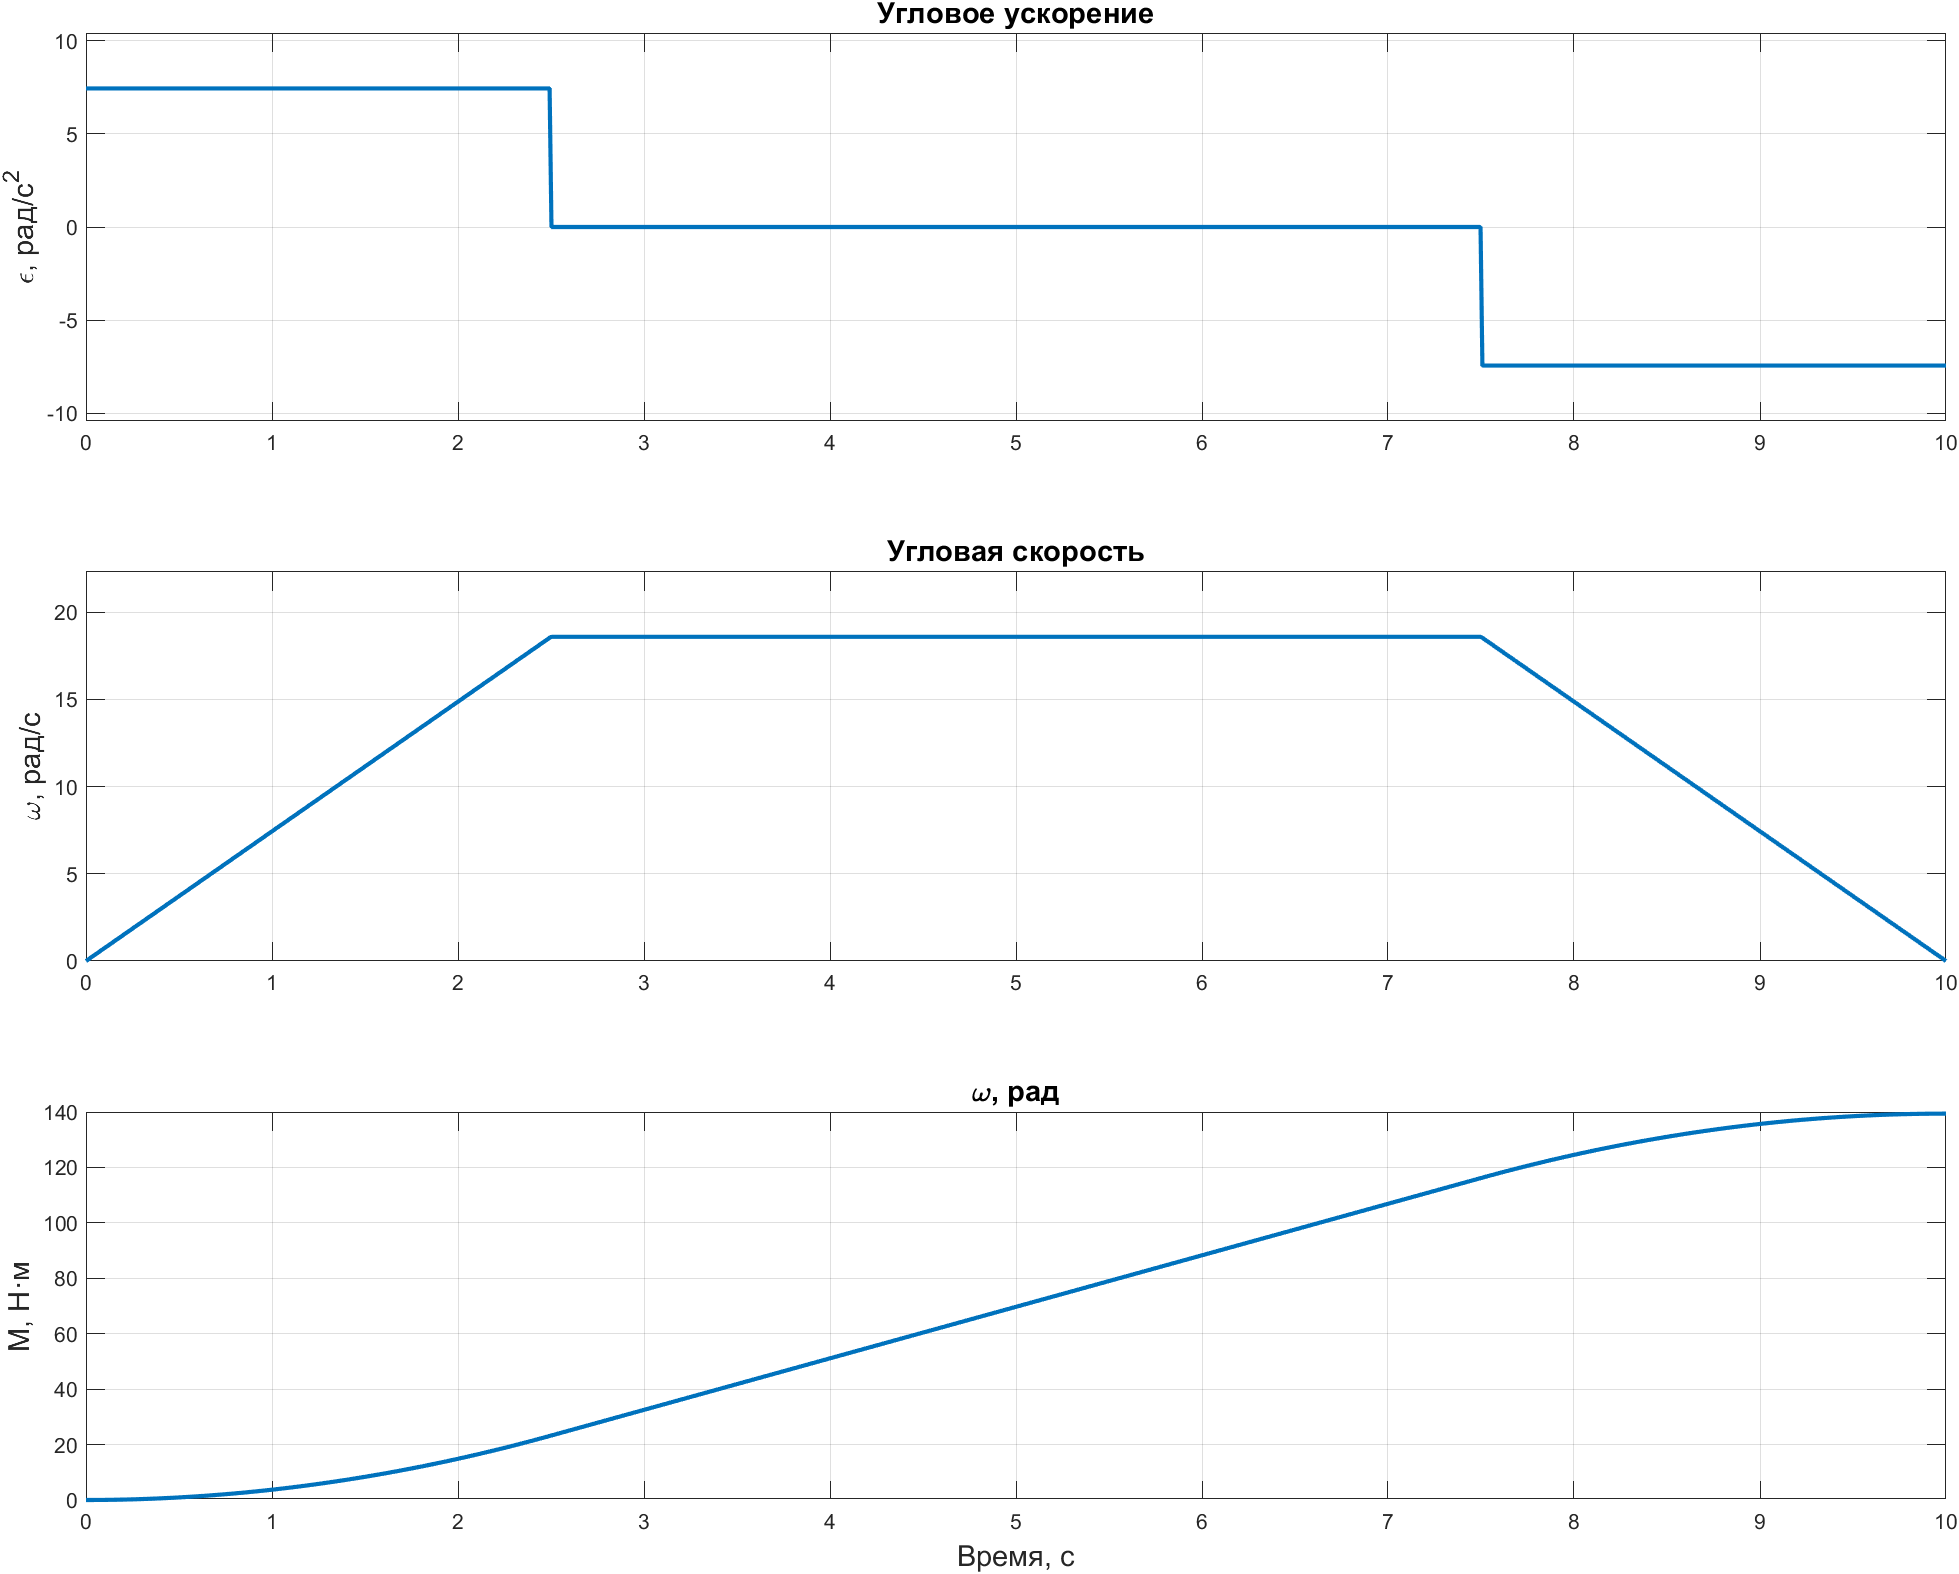 Угловое ускорение
ϵ, рад/с²
10
5
0
-5
-10
0 1 2 3 4 5 6 7 8 9 10
Угловая скорость
ω, рад/с
20
15
10
5
0
0 1 2 3 4 5 6 7 8 9 10
ω, рад
М, Н·м
140
120
100
80
60
40
20
0
0 1 2 3 4 5 6 7 8 9 10
Время, с